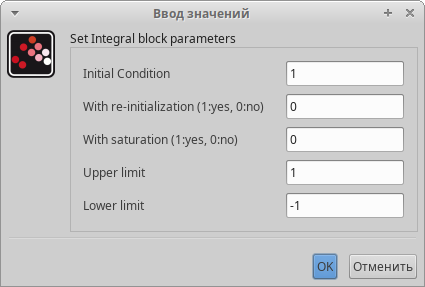 Ввод значений
Set Integral block parameters
Initial Condition 1
With re-initialization (1:yes, 0:no) 0
With saturation (1:yes, 0:no) 0
Upper limit 1
Lower limit -1
OK Отменить